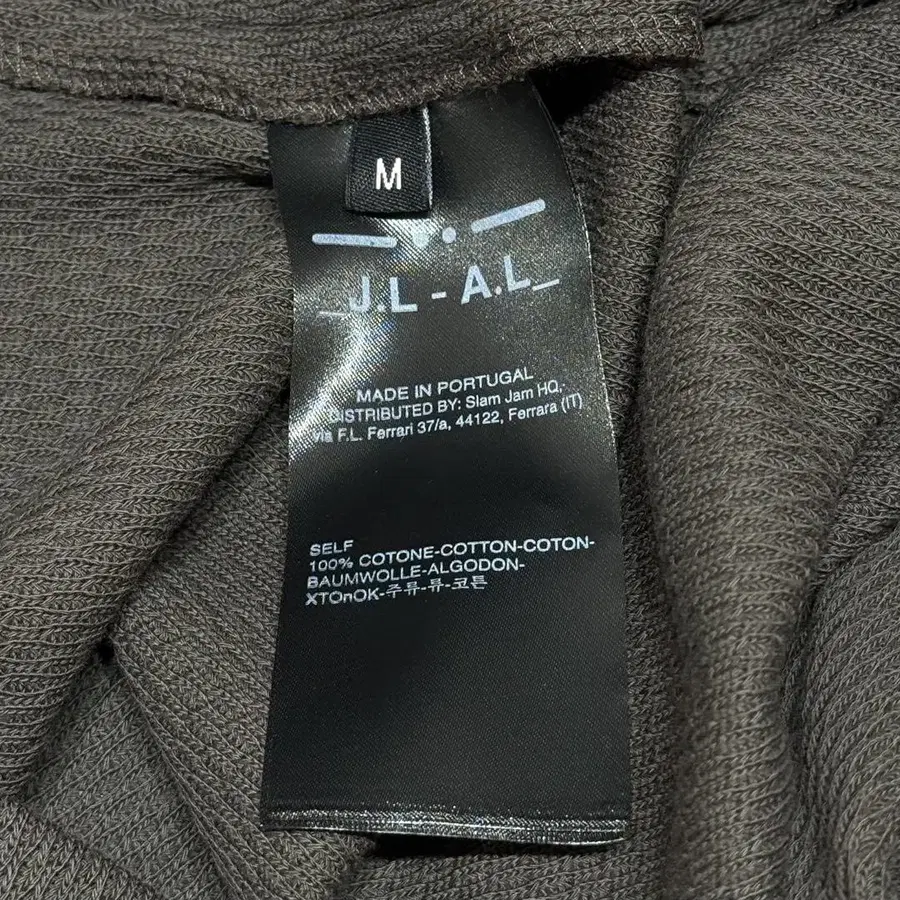 M
_J.L - A.L_
MADE IN PORTUGAL
DISTRIBUTED BY: Slam Jam HQ.
via F.L. Ferrari 37/a, 44122, Ferrara (IT)
SELF
100% COTONE-COTTON-COTON-
BAUMWOLLE-ALGODON-
XTOnOK-주류-류-코튼